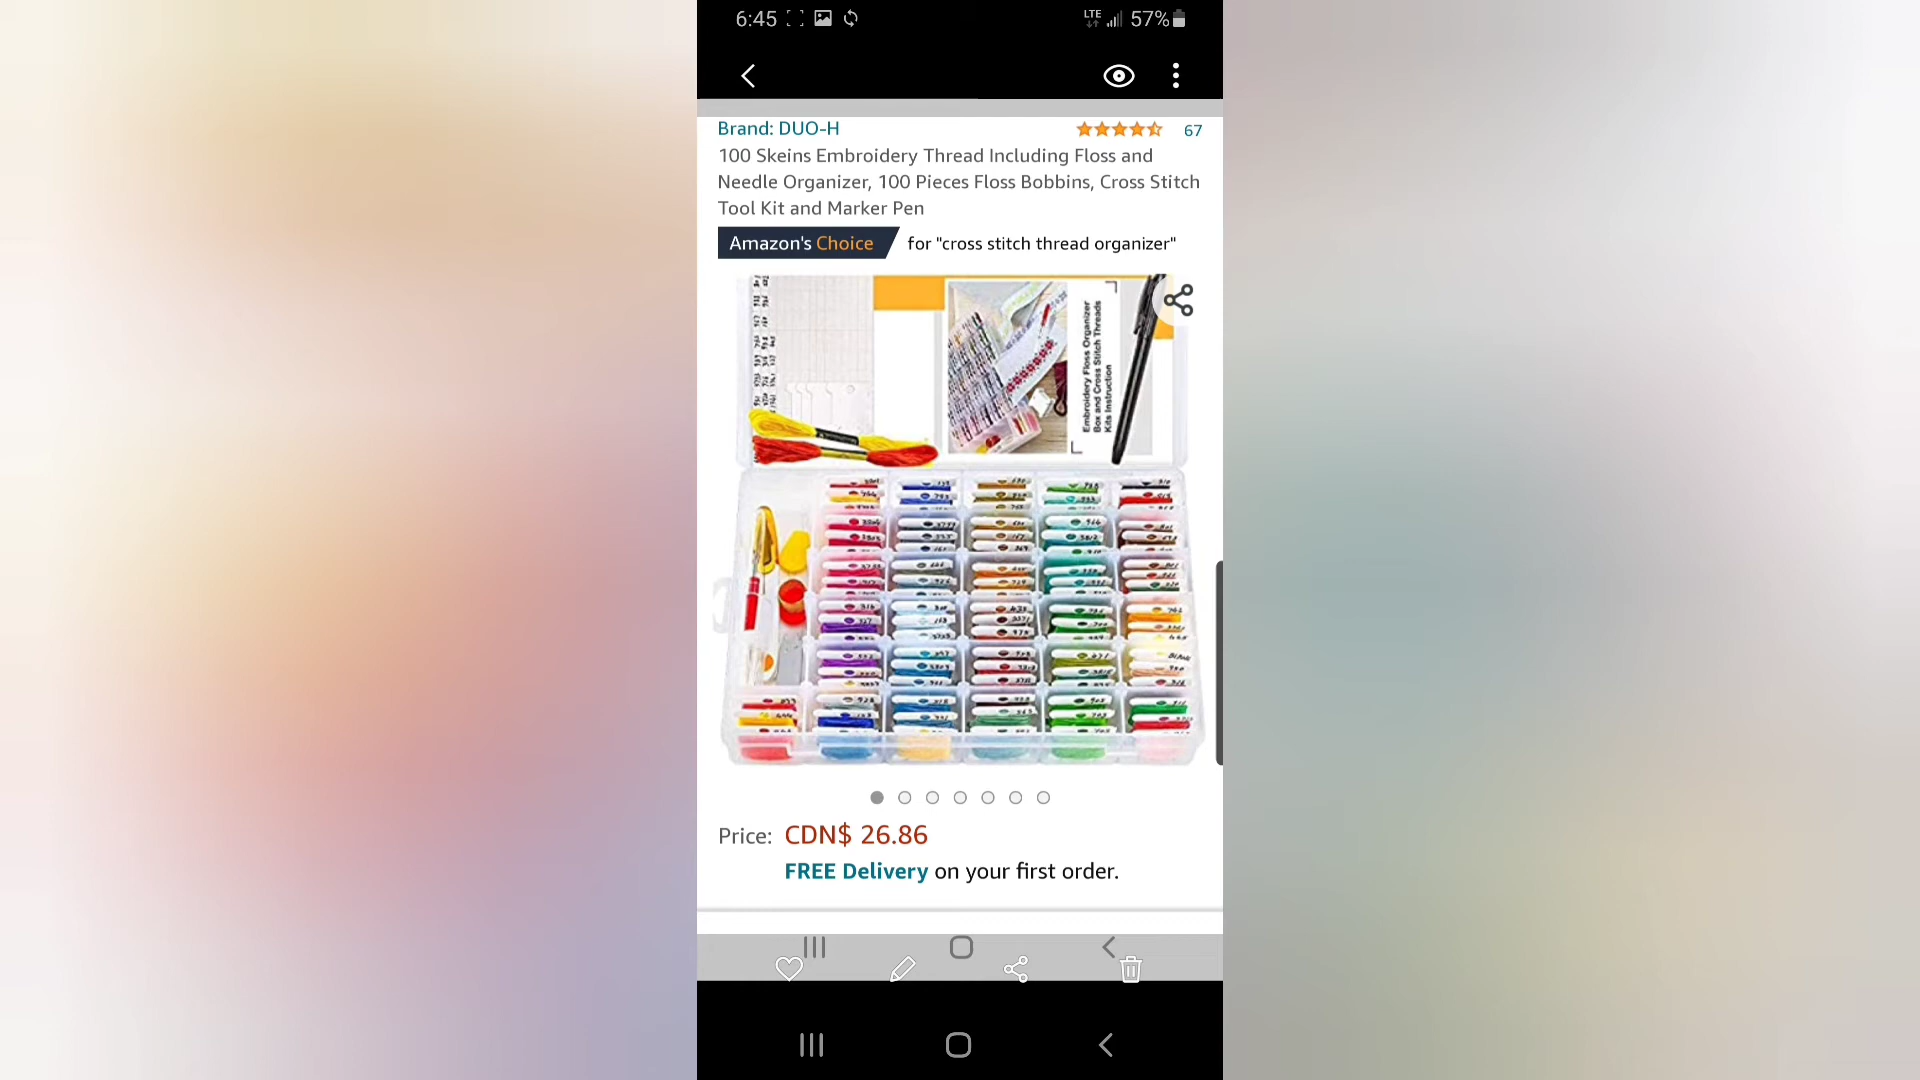 6:45
LTE 57%
Brand: DUO-H
67
100 Skeins Embroidery Thread Including Floss and
Needle Organizer, 100 Pieces Floss Bobbins, Cross Stitch
Tool Kit and Marker Pen
Amazon's Choice for "cross stitch thread organizer"
Embroidery Floss Organizer
Box and Cross Stitch Threads
Kits Instruction
Price: CDN$ 26.86
FREE Delivery on your first order.